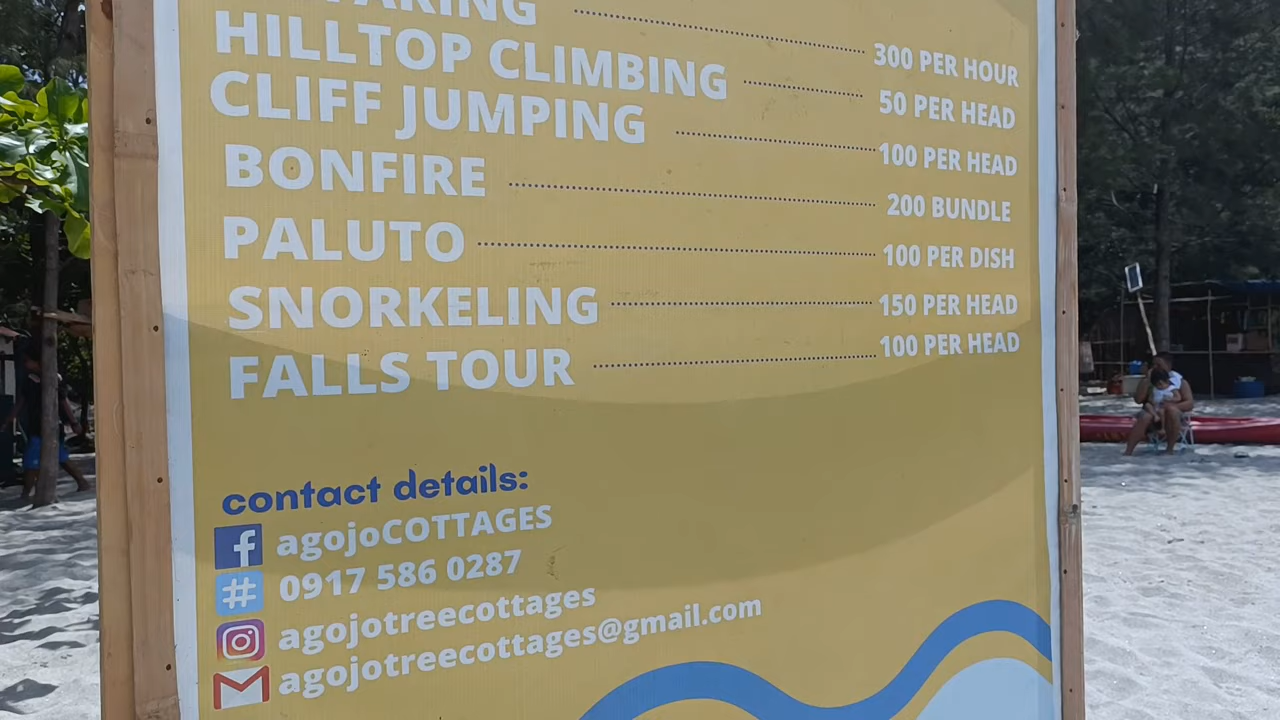 300 PER HOUR
HILLTOP CLIMBING 50 PER HEAD
CLIFF JUMPING 100 PER HEAD
BONFIRE 200 BUNDLE
PALUTO 100 PER DISH
SNORKELING 150 PER HEAD
FALLS TOUR 100 PER HEAD
contact details:
agojoCOTTAGES
# 0917 586 0287
agojotreecottages
agojotreecottages@gmail.com